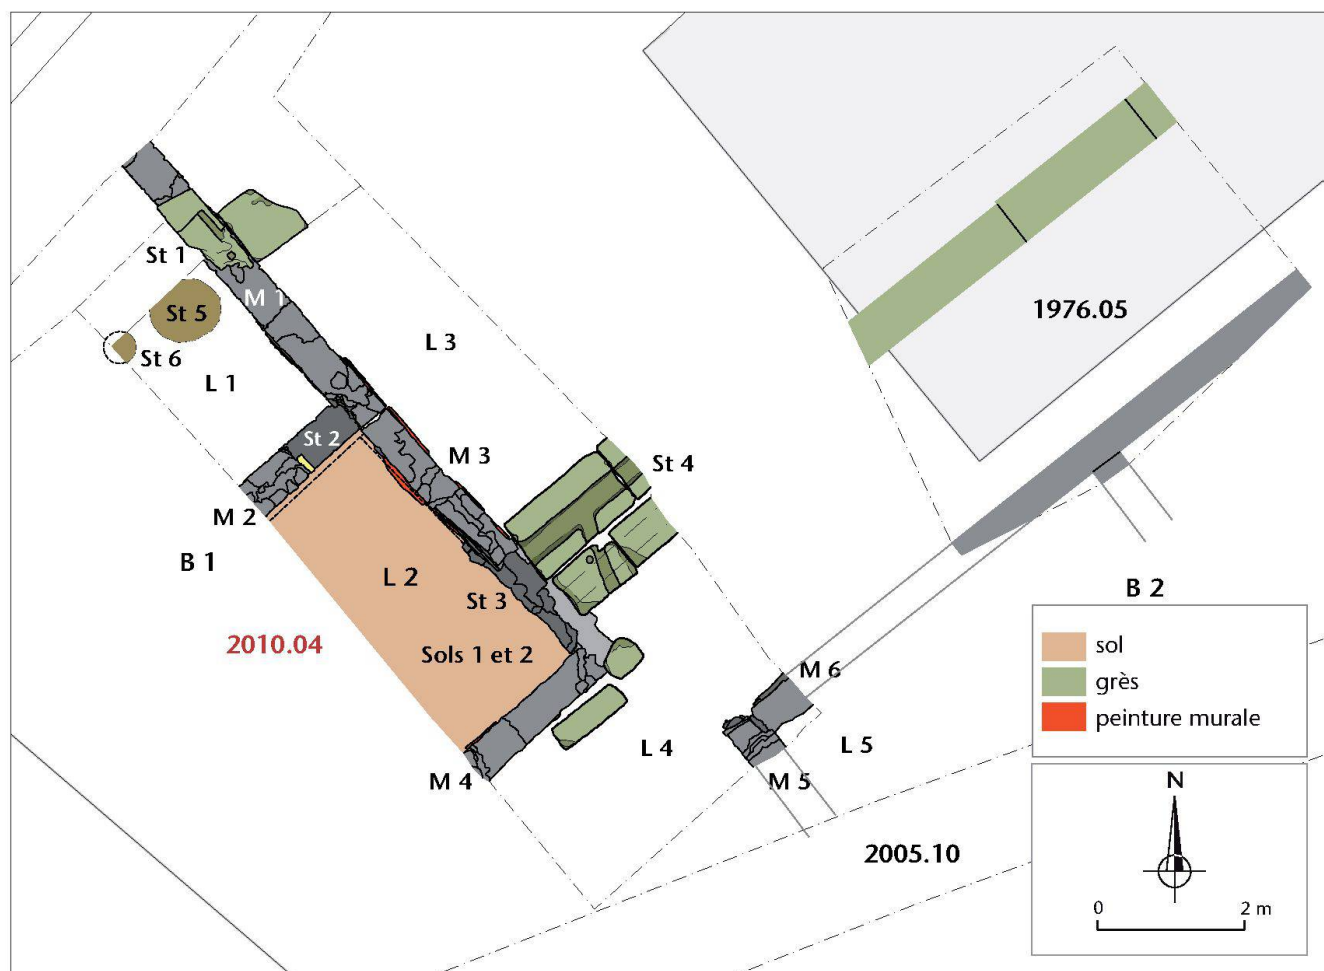 St 1
M 1
St 5
St 6
L 1
L 3
1976.05
St 2
M 3
St 4
M 2
B 1
L 2
St 3
B 2
2010.04
Sols 1 et 2
M 6
L 4
L 5
M 4
M 5
2005.10
sol
grès
peinture murale
N
0
2 m